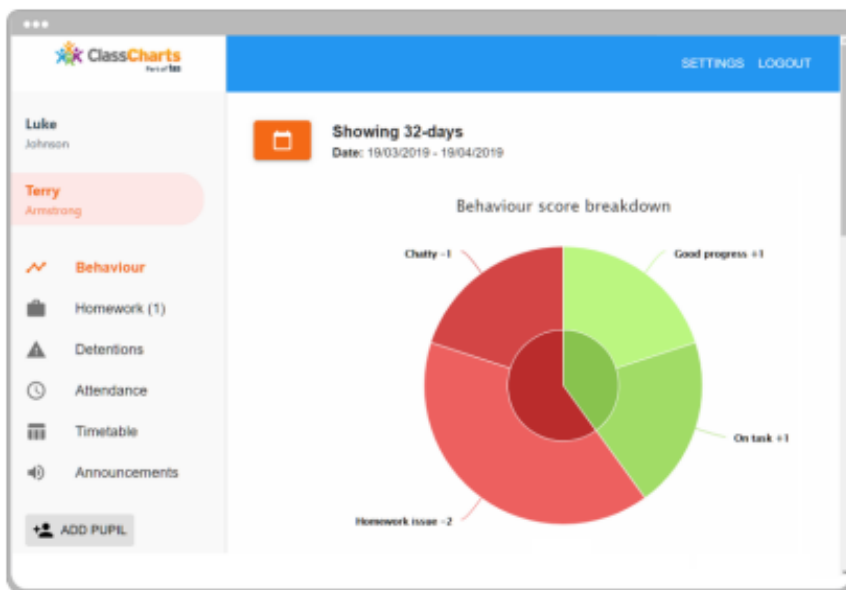 ClassCharts
Part of tes
SETTINGS LOGOUT
Luke
Johnson
Terry
Armstrong
Behaviour
Homework (1)
Detentions
Attendance
Timetable
Announcements
ADD PUPIL
Showing 32-days
Date: 19/03/2019 - 19/04/2019
Behaviour score breakdown
Chatty -1
Good progress +1
On task +1
Homework issue -2